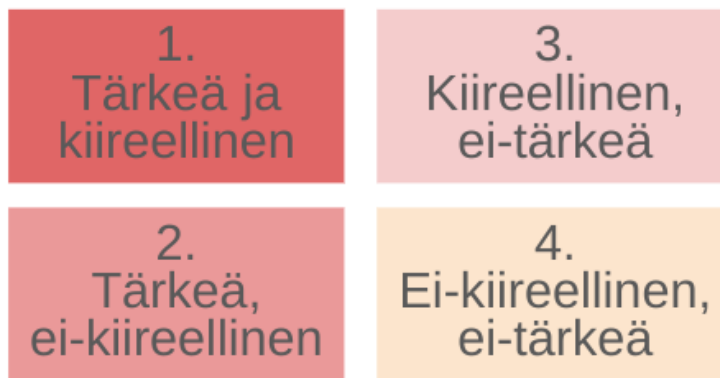 1.
Tärkeä ja
kiireellinen
3.
Kiireellinen,
ei-tärkeä
2.
Tärkeä,
ei-kiireellinen
4.
Ei-kiireellinen,
ei-tärkeä